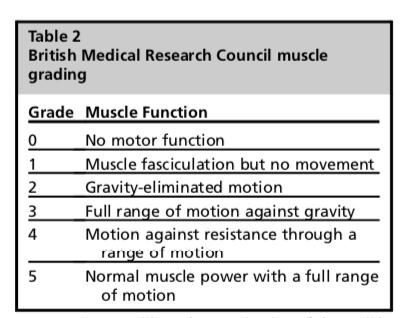 Table 2
British Medical Research Council muscle
grading
Grade Muscle Function
0 No motor function
1 Muscle fasciculation but no movement
2 Gravity-eliminated motion
3 Full range of motion against gravity
4 Motion against resistance through a
range of motion
5 Normal muscle power with a full range
of motion